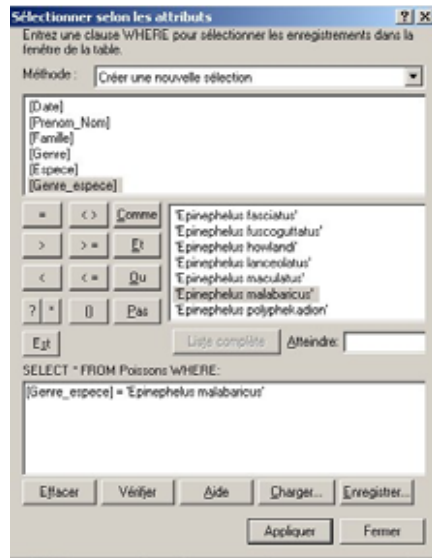 Sélectionner selon les attributs
Entrez une clause WHERE pour sélectionner les enregistrements dans la
fenêtre de la table.
Méthode : Créer une nouvelle sélection
[Date]
[Prenom_Nom]
[Famille]
[Genre]
[Espece]
[Genre_espece]
= <> Comme
> >= Et
< <= Ou
? * () Pas
Est
'Epinephelus fasciatus'
'Epinephelus fuscoguttatus'
'Epinephelus howlandi'
'Epinephelus lanceolatus'
'Epinephelus maculatus'
'Epinephelus malabaricus'
'Epinephelus polyphekadion'
Liste complète Atteindre:
SELECT * FROM Poissons WHERE:
[Genre_espece] = 'Epinephelus malabaricus'
Effacer Vérifier Aide Charger... Enregistrer...
Appliquer Fermer